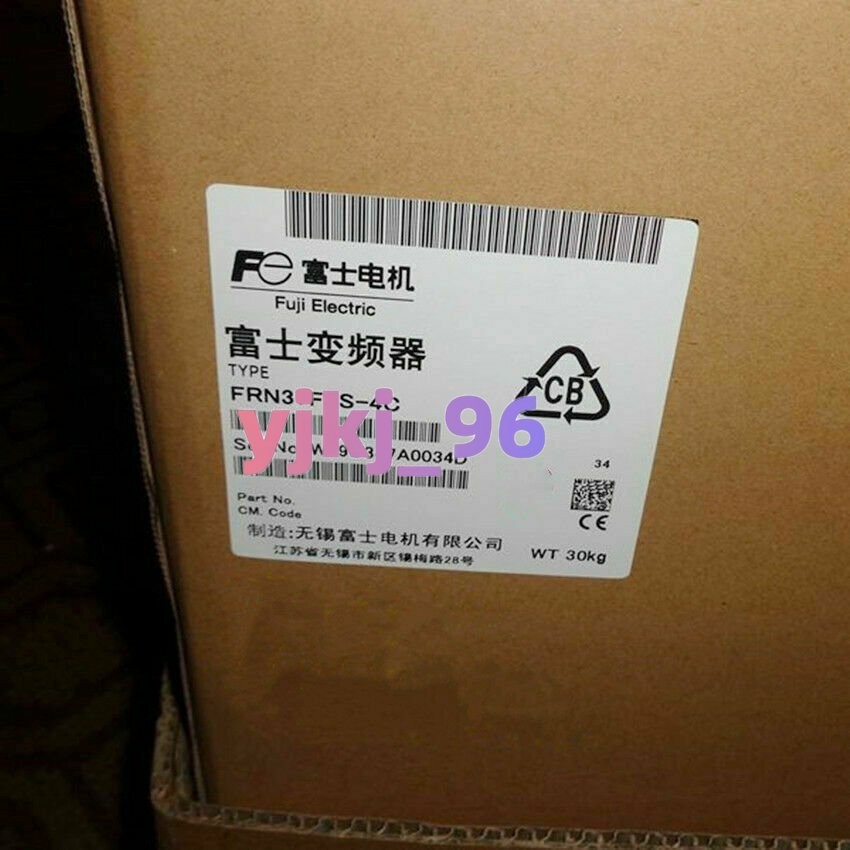 Fe 富士电机
Fuji Electric
富士变频器
TYPE
CB
yjkj_96
34
Part No.
CM. Code
CE
制造:无锡富士电机有限公司
江苏省无锡市新区锡梅路28号
WT 30kg